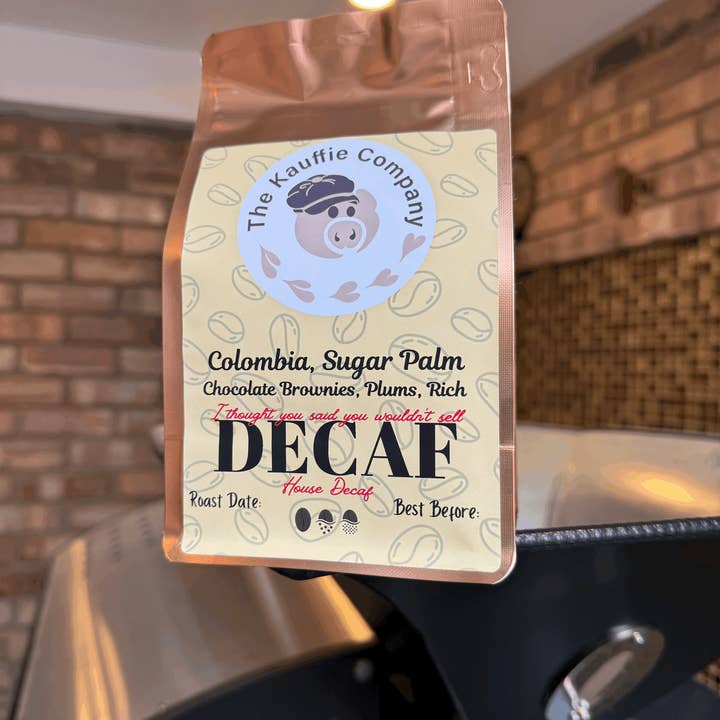 The Kauffie Company
Colombia, Sugar Palm
Chocolate Brownies, Plums, Rich
I thought you said you wouldn't sell
DECAF
House Decaf
Roast Date:
Best Before: